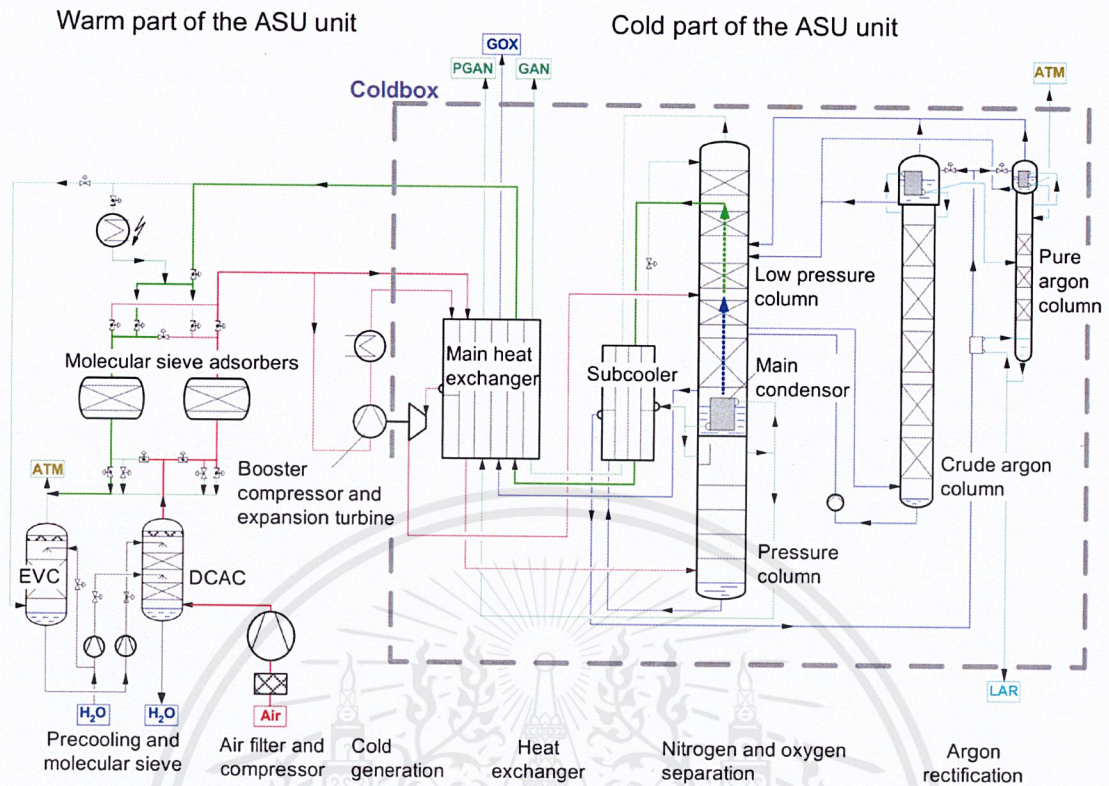 Warm part of the ASU unit
Cold part of the ASU unit
GOX
PGAN
GAN
ATM
Coldbox
Low pressure
column
Pure
argon
column
Main heat
exchanger
Subcooler
Main
condensor
Molecular sieve adsorbers
ATM
Booster
compressor and
expansion turbine
Crude argon
column
EVC
DCAC
Pressure
column
H₂O
H₂O
Air
LAR
Precooling and
molecular sieve
Air filter and
compressor
Cold
generation
Heat
exchanger
Nitrogen and oxygen
separation
Argon
rectification